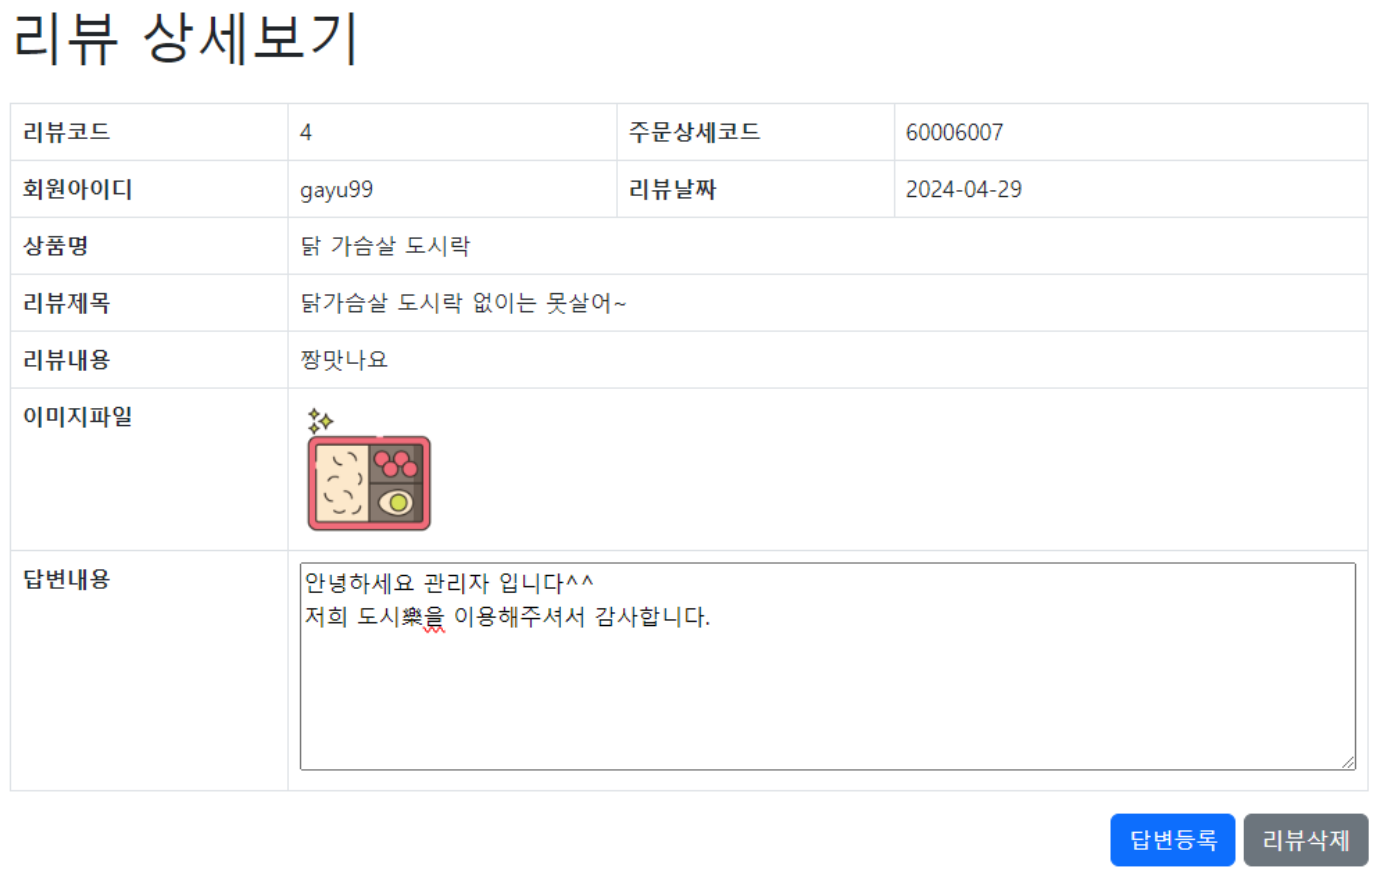 리뷰 상세보기
리뷰코드 4 주문상세코드 60006007
회원아이디 gayu99 리뷰날짜 2024-04-29
상품명 닭 가슴살 도시락
리뷰제목 닭가슴살 도시락 없이는 못살어~
리뷰내용 짱맛나요
이미지파일
답변내용 안녕하세요 관리자 입니다^^
저희 도시樂을 이용해주셔서 감사합니다.
답변등록 리뷰삭제